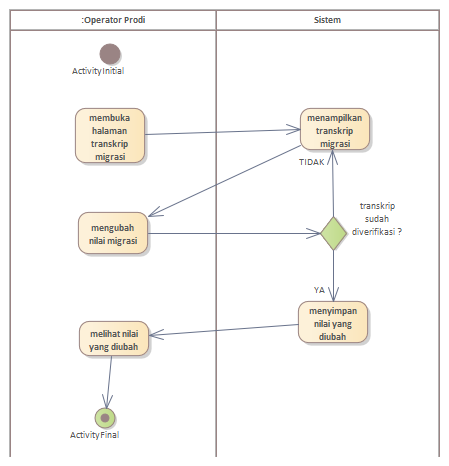 :Operator Prodi
Sistem
ActivityInitial
membuka
halaman
transkrip
migrasi
menampilkan
transkrip
migrasi
TIDAK
mengubah
nilai migrasi
transkrip
sudah
diverifikasi ?
YA
menyimpan
nilai yang
diubah
melihat nilai
yang diubah
ActivityFinal